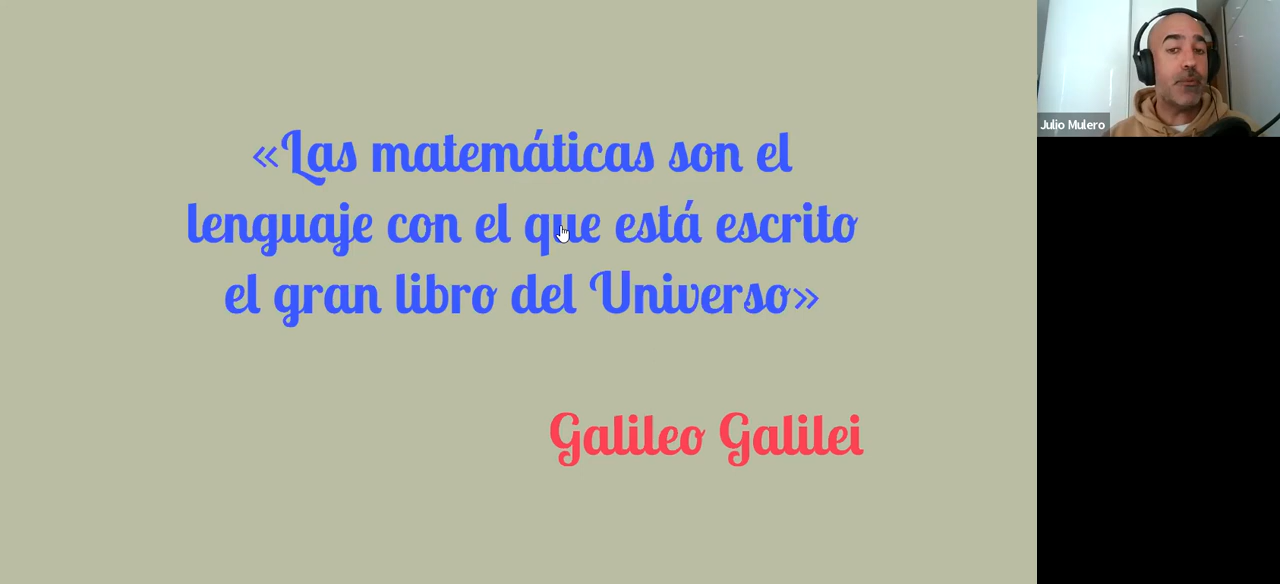 «Las matemáticas son el
lenguaje con el que está escrito
el gran libro del Universo»
Galileo Galilei
Julio Mulero